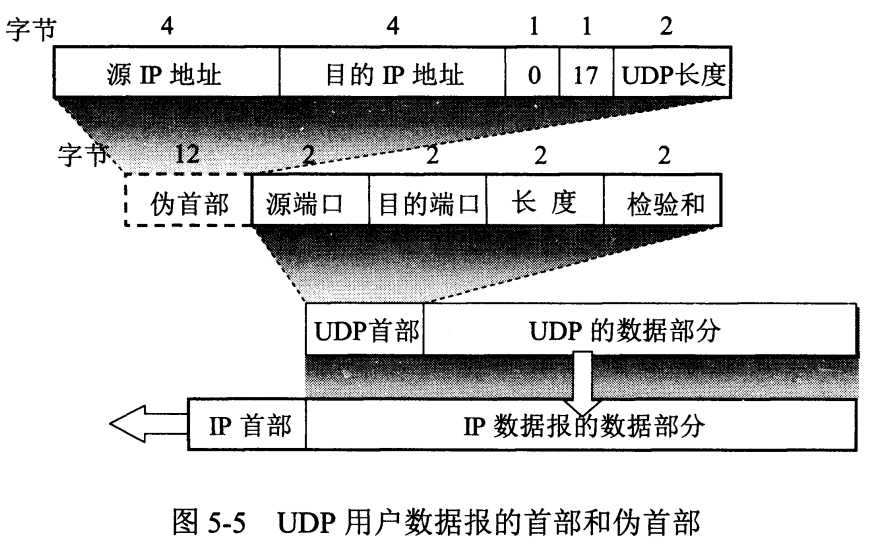 字节 4 4 1 1 2
源 IP 地址 目的 IP 地址 0 17 UDP长度
字节 12 2 2 2 2
伪首部 源端口 目的端口 长 度 检验和
UDP首部 UDP 的数据部分
IP 首部 IP 数据报的数据部分
图 5-5 UDP 用户数据报的首部和伪首部